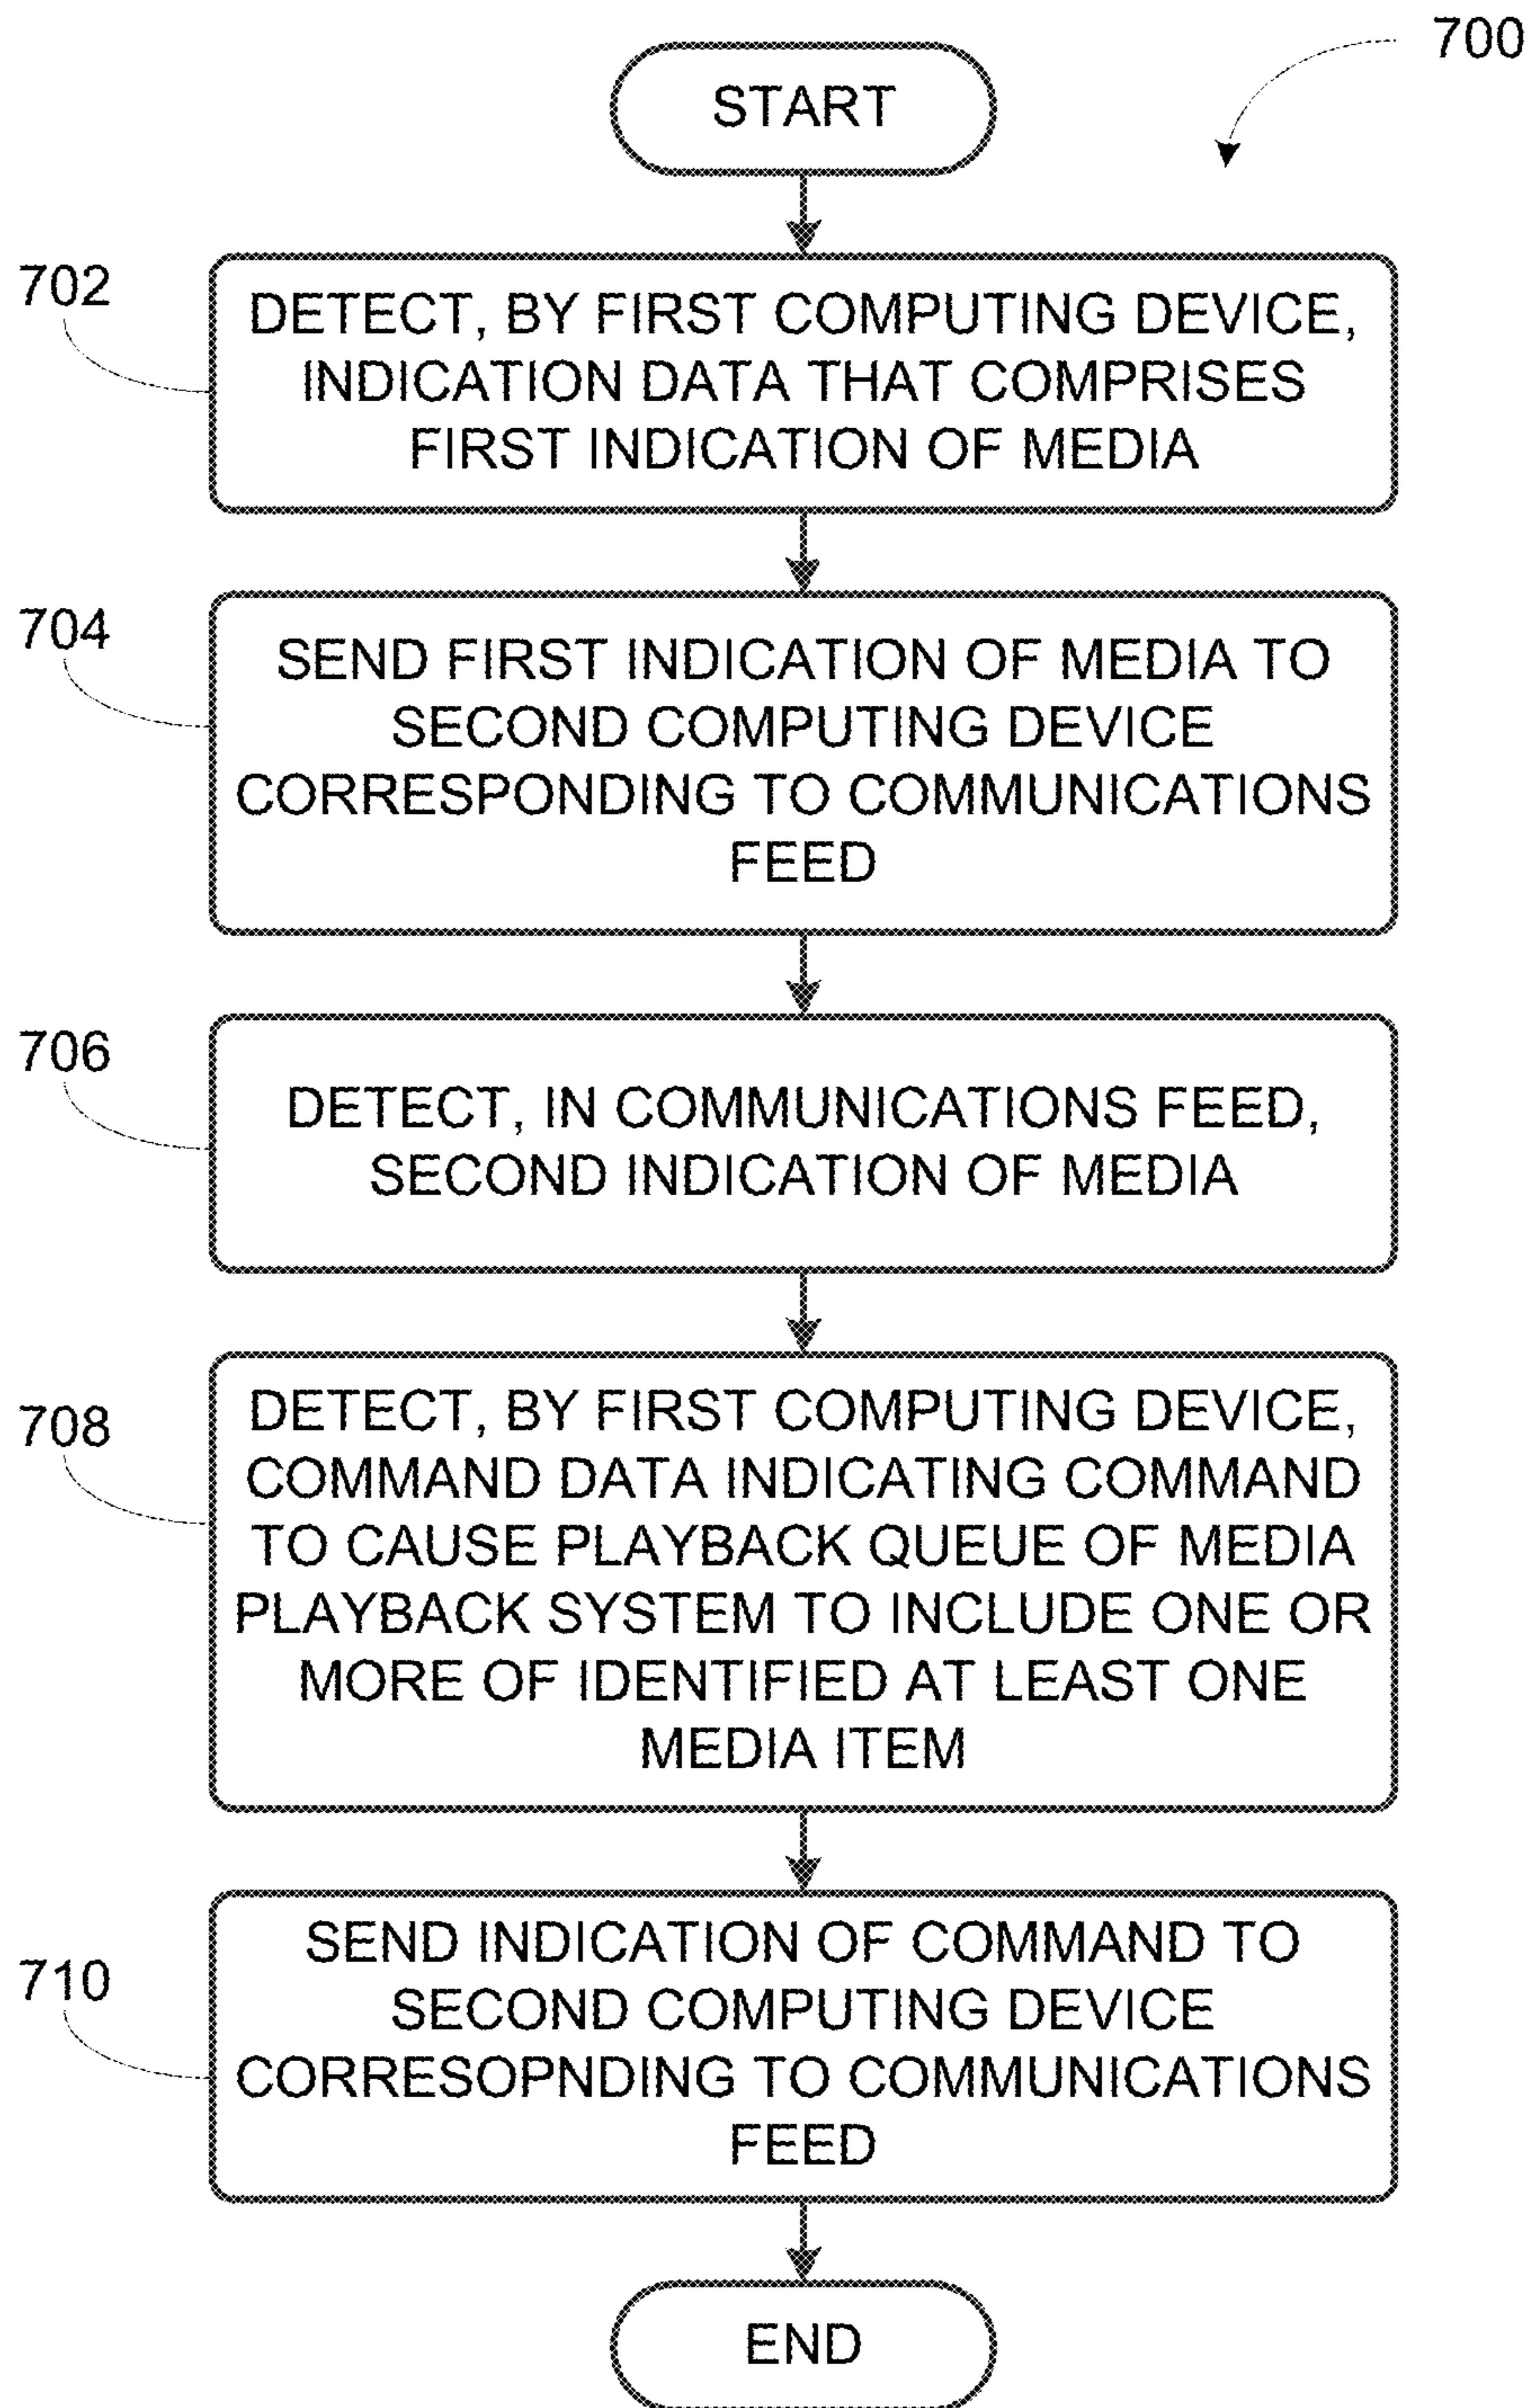 700
START
702
DETECT, BY FIRST COMPUTING DEVICE,
INDICATION DATA THAT COMPRISES
FIRST INDICATION OF MEDIA
704
SEND FIRST INDICATION OF MEDIA TO
SECOND COMPUTING DEVICE
CORRESPONDING TO COMMUNICATIONS
FEED
706
DETECT, IN COMMUNICATIONS FEED,
SECOND INDICATION OF MEDIA
708
DETECT, BY FIRST COMPUTING DEVICE,
COMMAND DATA INDICATING COMMAND
TO CAUSE PLAYBACK QUEUE OF MEDIA
PLAYBACK SYSTEM TO INCLUDE ONE OR
MORE OF IDENTIFIED AT LEAST ONE
MEDIA ITEM
710
SEND INDICATION OF COMMAND TO
SECOND COMPUTING DEVICE
CORRESOPNDING TO COMMUNICATIONS
FEED
END